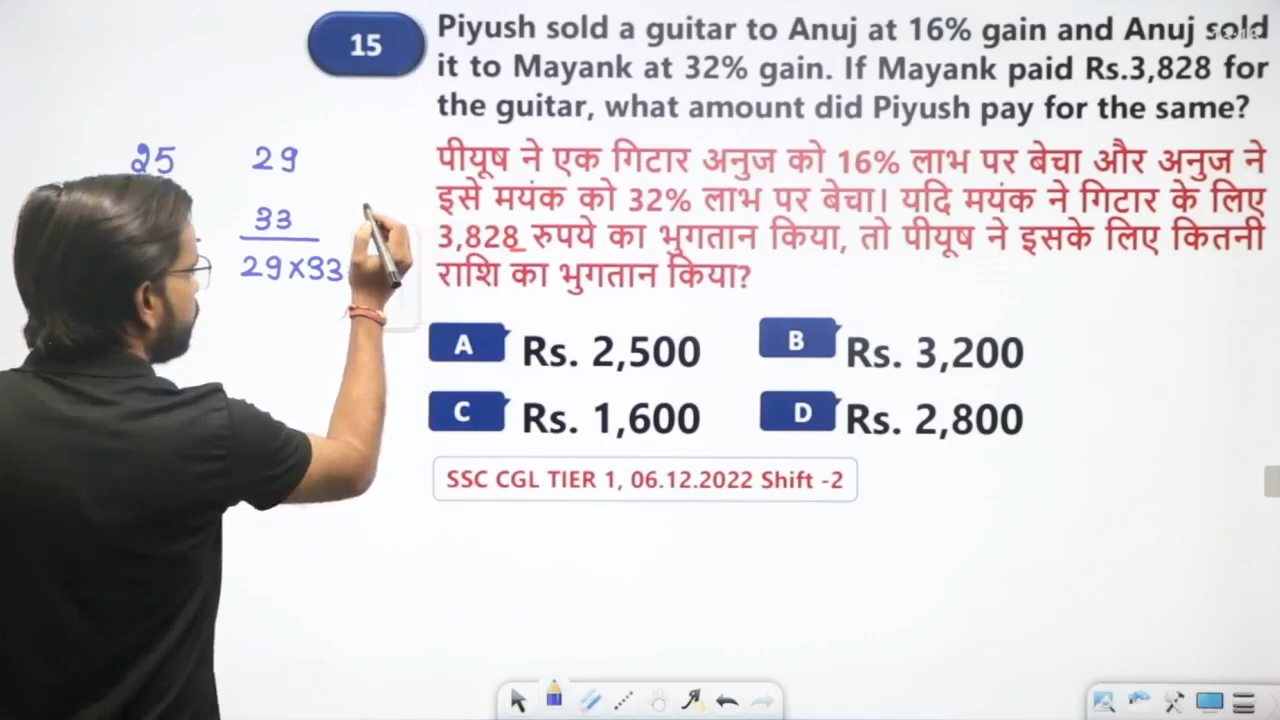 15
Piyush sold a guitar to Anuj at 16% gain and Anuj sold
it to Mayank at 32% gain. If Mayank paid Rs.3,828 for
the guitar, what amount did Piyush pay for the same?
पीयूष ने एक गिटार अनुज को 16% लाभ पर बेचा और अनुज ने
इसे मयंक को 32% लाभ पर बेचा। यदि मयंक ने गिटार के लिए
3,828 रुपये का भुगतान किया, तो पीयूष ने इसके लिए कितनी
राशि का भुगतान किया?
25 29
33
29×33
A Rs. 2,500
B Rs. 3,200
C Rs. 1,600
D Rs. 2,800
SSC CGL TIER 1, 06.12.2022 Shift -2